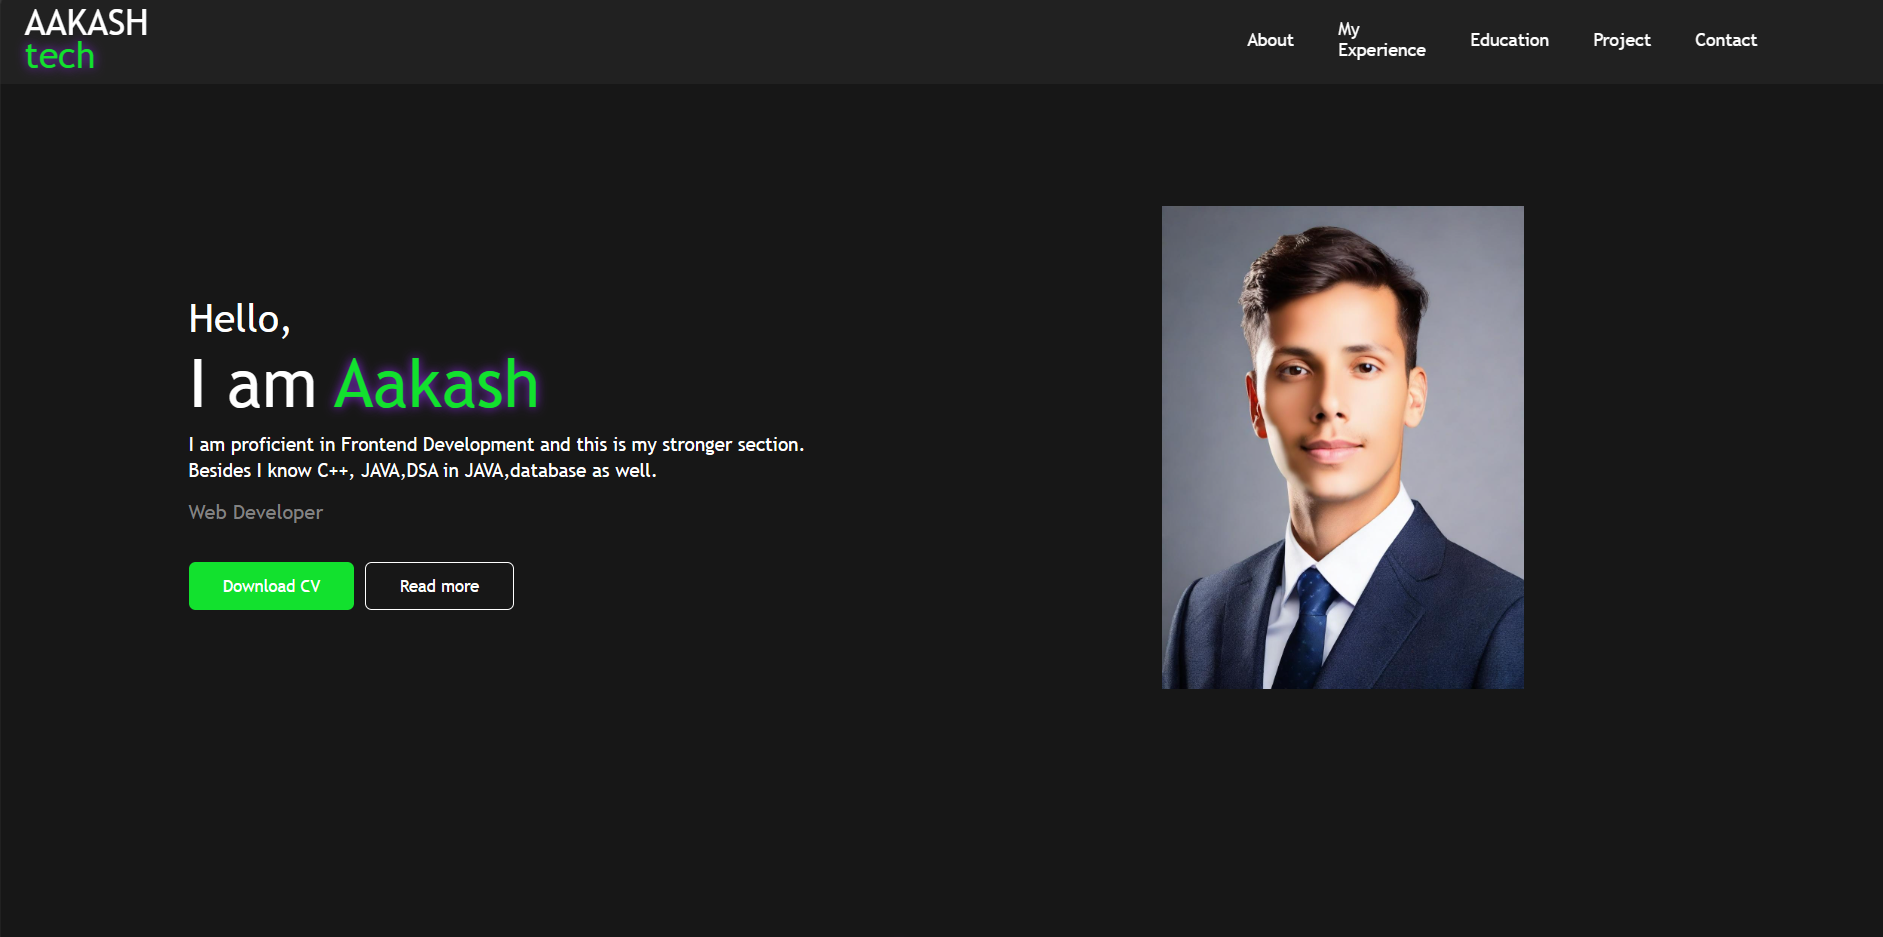 AAKASH
tech
About
My
Experience
Education
Project
Contact
Hello,
I am Aakash
I am proficient in Frontend Development and this is my stronger section.
Besides I know C++, JAVA,DSA in JAVA,database as well.
Web Developer
Download CV
Read more